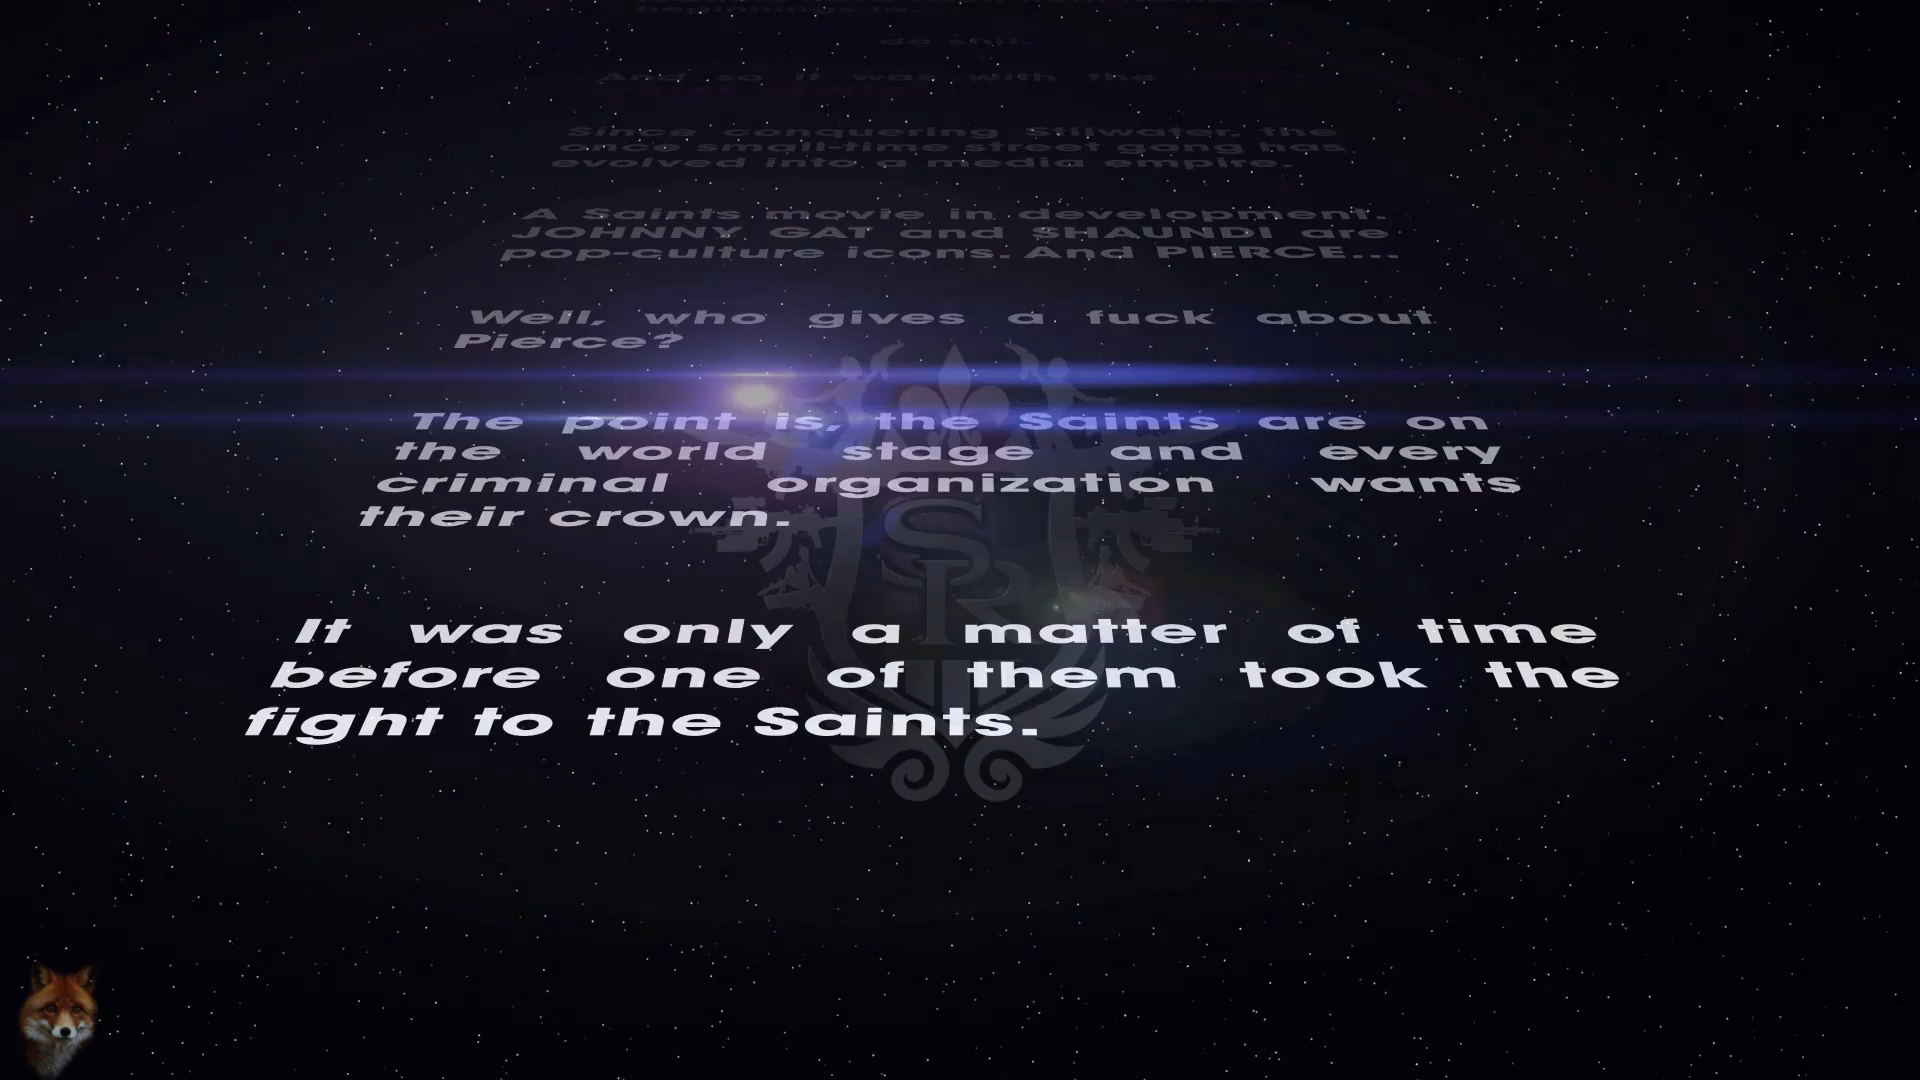 beginnings to...
do shit.
And so it was with the
Since conquering Stilwater, the
once small-time street gang has
evolved into a media empire.
A Saints movie in development.
JOHNNY GAT and SHAUNDI are
pop-culture icons. And PIERCE...
Well, who gives a fuck about
Pierce?
The point is, the Saints are on
the world stage and every
criminal organization wants
their crown.
It was only a matter of time
before one of them took the
fight to the Saints.
SR